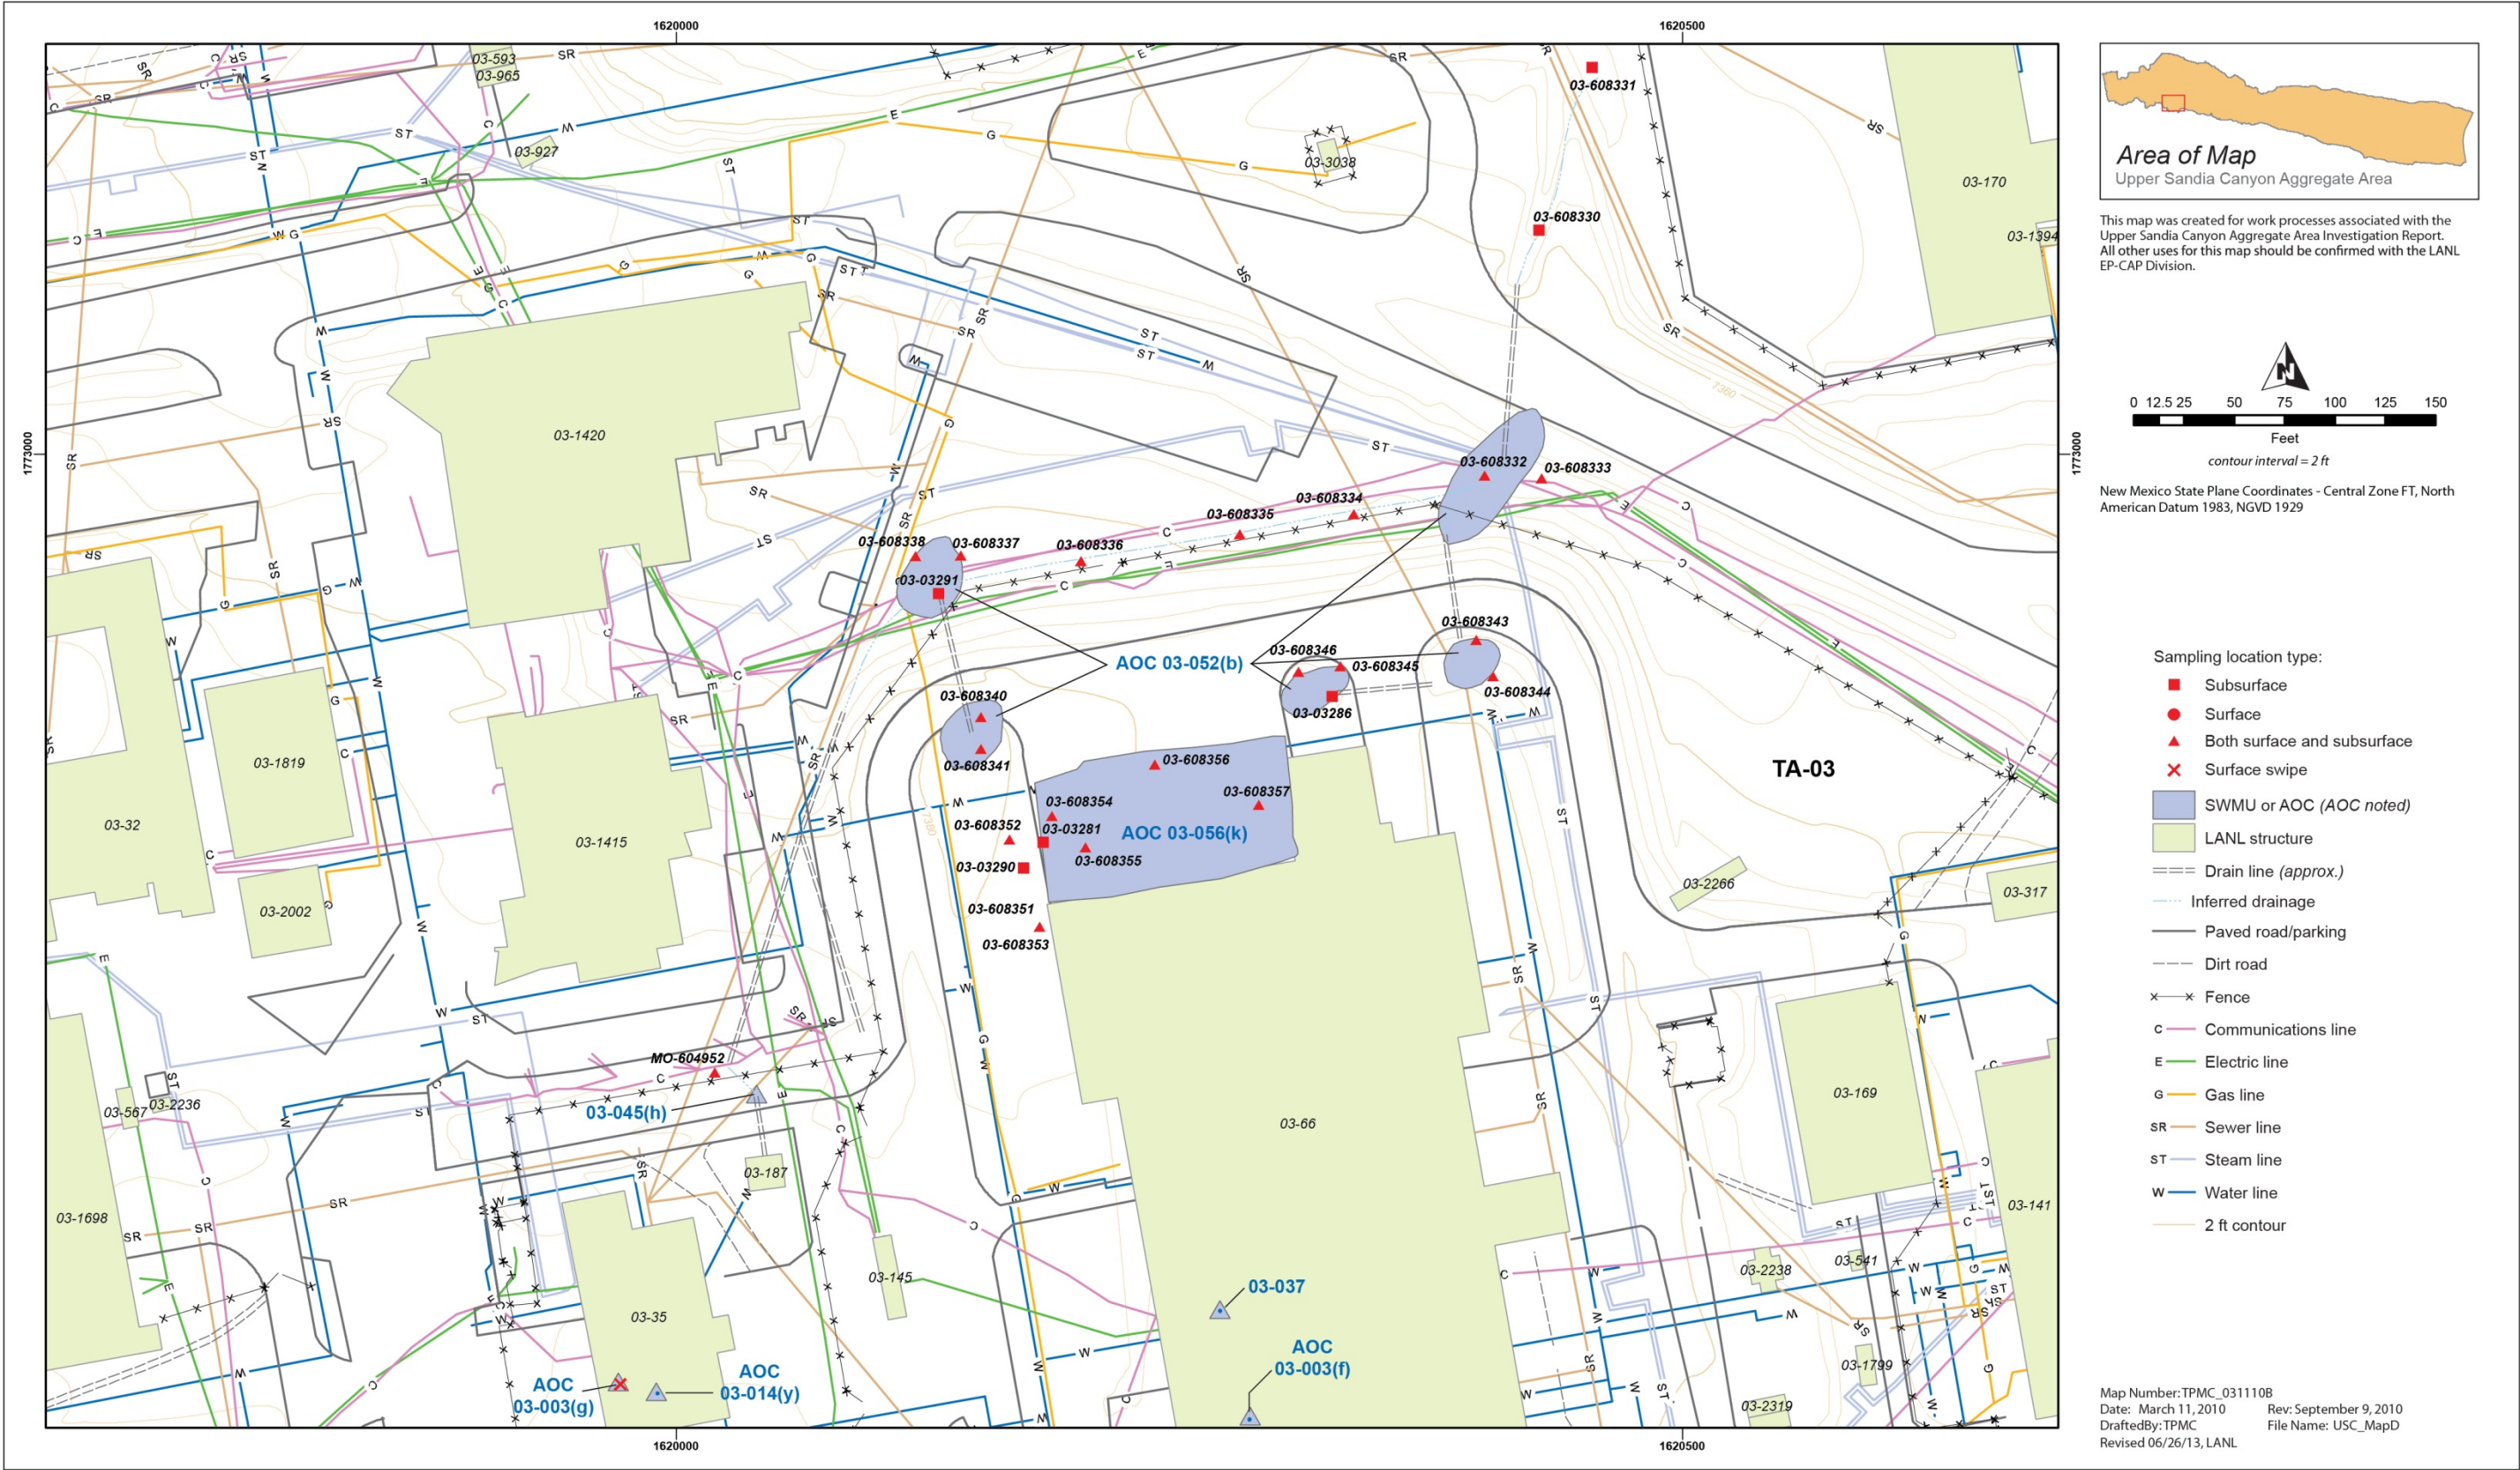 1620000
1620500
1773000
1773000
1620000
1620500
03-593
03-965
03-927
03-3038
03-608331
03-608330
03-170
03-1394
03-1420
03-608332
03-608333
03-608334
03-608335
03-608336
03-608337
03-608338
03-03291
AOC 03-052(b)
03-608343
03-608346
03-608345
03-608344
03-03286
03-608340
03-608341
03-608356
03-608357
03-608354
03-03281
AOC 03-056(k)
03-608355
03-608352
03-03290
03-608351
03-608353
TA-03
7360
7380
03-1819
03-32
03-2002
03-1415
03-2266
03-317
03-169
03-66
MO-604952
03-045(h)
03-567
03-2236
03-187
03-1698
03-145
03-35
03-037
AOC
03-003(f)
AOC
03-003(g)
AOC
03-014(y)
03-2238
03-541
03-141
03-1799
03-2319
SR
ST
W
G
E
C
Area of Map
Upper Sandia Canyon Aggregate Area
This map was created for work processes associated with the
Upper Sandia Canyon Aggregate Area Investigation Report.
All other uses for this map should be confirmed with the LANL
EP-CAP Division.
N
0 12.5 25 50 75 100 125 150
Feet
contour interval = 2 ft
New Mexico State Plane Coordinates - Central Zone FT, North
American Datum 1983, NGVD 1929
Sampling location type:
Subsurface
Surface
Both surface and subsurface
Surface swipe
SWMU or AOC (AOC noted)
LANL structure
Drain line (approx.)
Inferred drainage
Paved road/parking
Dirt road
Fence
C Communications line
E Electric line
G Gas line
SR Sewer line
ST Steam line
W Water line
2 ft contour
Map Number: TPMC_031110B
Date: March 11, 2010 Rev: September 9, 2010
DraftedBy: TPMC File Name: USC_MapD
Revised 06/26/13, LANL